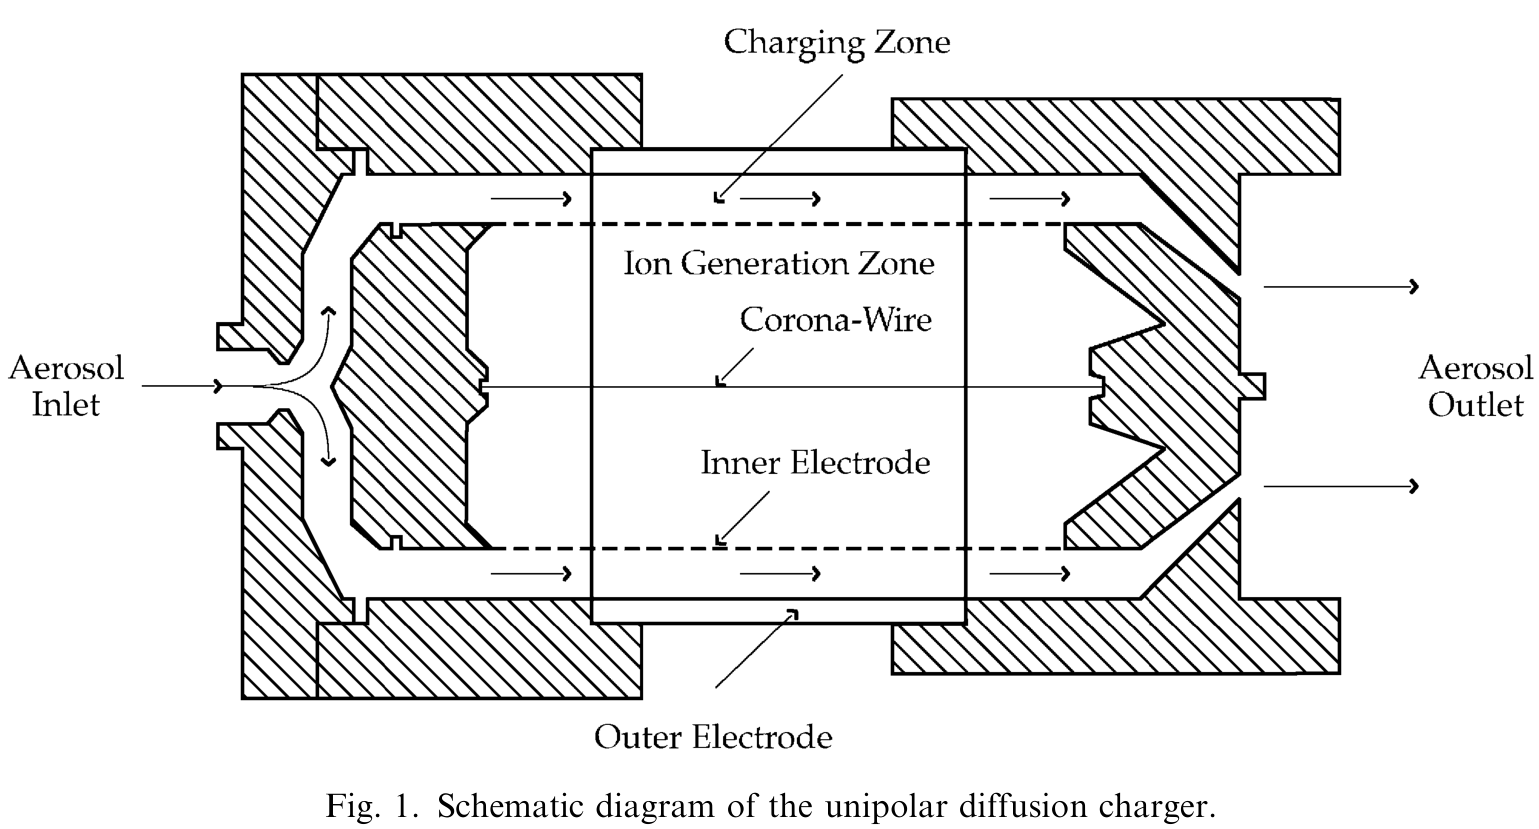 Charging Zone
Ion Generation Zone
Corona-Wire
Aerosol
Inlet
Aerosol
Outlet
Inner Electrode
Outer Electrode
Fig. 1. Schematic diagram of the unipolar diffusion charger.